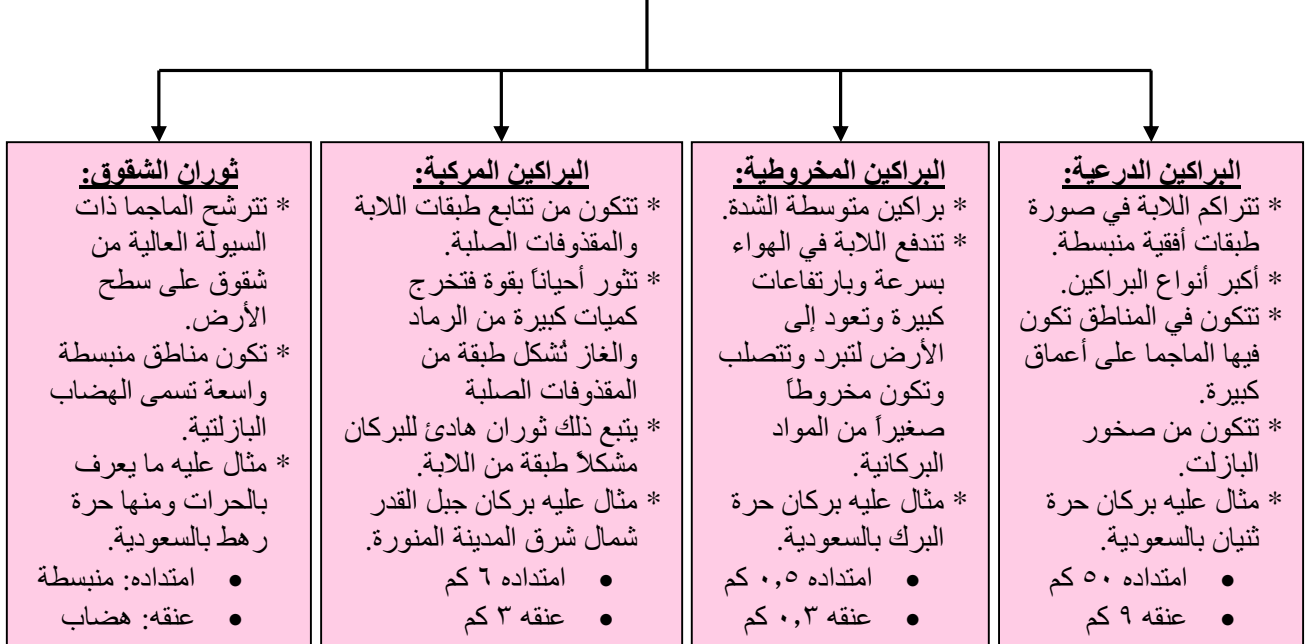 البراكين الدرعية:
* تتراكم اللابة في صورة
طبقات أفقية منبسطة.
* أكبر أنواع البراكين.
* تتكون في المناطق تكون
فيها الماجما على أعماق
كبيرة.
* تتكون من صخور
البازلت.
* مثال عليه بركان حرة
ثنيان بالسعودية.
• امتداده ٥٠ كم
• عنقه ٩ كم
البراكين المخروطية:
* براكين متوسطة الشدة.
* تندفع اللابة في الهواء
بسرعة وبارتفاعات
كبيرة وتعود إلى
الأرض لتبرد وتتصلب
وتكون مخروطاً
صغيراً من المواد
البركانية.
* مثال عليه بركان حرة
البرك بالسعودية.
• امتداده ٠,٥ كم
• عنقه ٠,٣ كم
البراكين المركبة:
* تتكون من تتابع طبقات اللابة
والمقذوفات الصلبة.
* تثور أحياناً بقوة فتخرج
كميات كبيرة من الرماد
والغاز تُشكل طبقة من
المقذوفات الصلبة
* يتبع ذلك ثوران هادئ للبركان
مشكلاً طبقة من اللابة.
* مثال عليه بركان جبل القدر
شمال شرق المدينة المنورة.
• امتداده ٦ كم
• عنقه ٣ كم
ثوران الشقوق:
* تترشح الماجما ذات
السيولة العالية من
شقوق على سطح
الأرض.
* تكون مناطق منبسطة
واسعة تسمى الهضاب
البازلتية.
* مثال عليه ما يعرف
بالحرات ومنها حرة
رهط بالسعودية.
• امتداده: منبسطة
• عنقه: هضاب